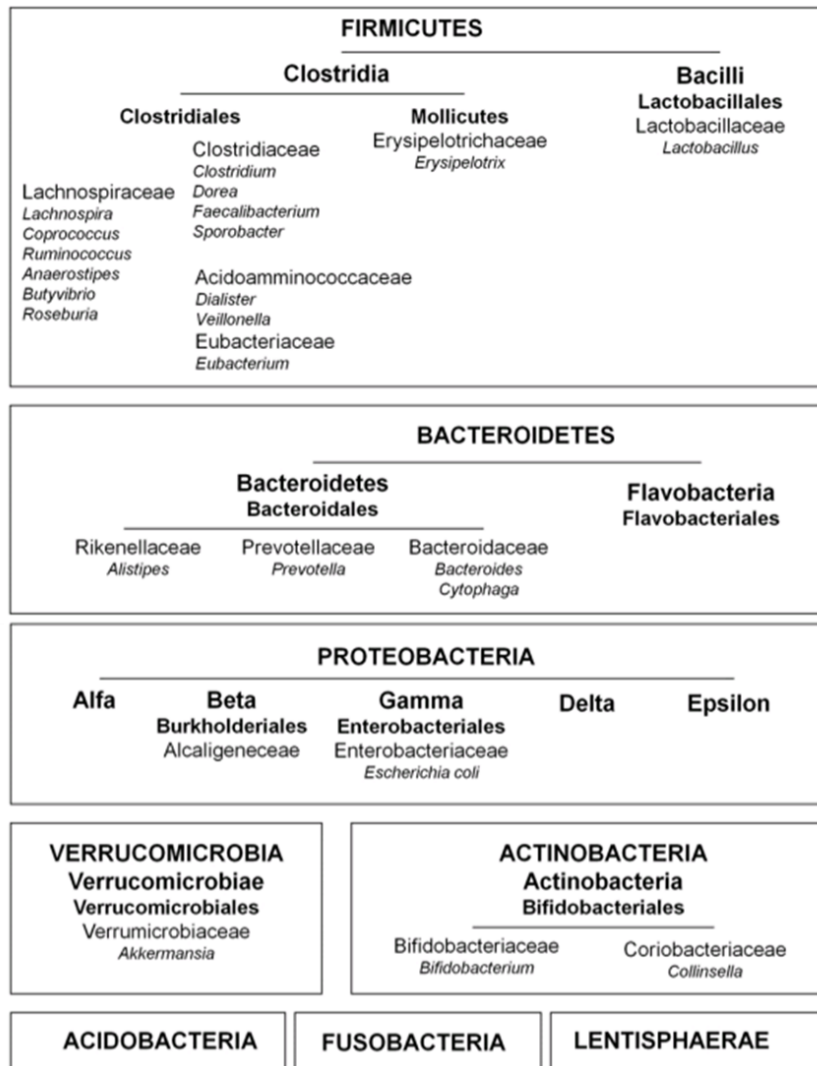 FIRMICUTES
Clostridia
Bacilli
Lactobacillales
Lactobacillaceae
Lactobacillus
Clostridiales
Mollicutes
Erysipelotrichaceae
Erysipelotrix
Clostridiaceae
Clostridium
Dorea
Faecalibacterium
Sporobacter
Lachnospiraceae
Lachnospira
Coprococcus
Ruminococcus
Anaerostipes
Butyvibrio
Roseburia
Acidoamminococcaceae
Dialister
Veillonella
Eubacteriaceae
Eubacterium
BACTEROIDETES
Bacteroidetes
Bacteroidales
Flavobacteria
Flavobacteriales
Rikenellaceae
Alistipes
Prevotellaceae
Prevotella
Bacteroidaceae
Bacteroides
Cytophaga
PROTEOBACTERIA
Alfa
Beta
Burkholderiales
Alcaligeneceae
Gamma
Enterobacteriales
Enterobacteriaceae
Escherichia coli
Delta
Epsilon
VERRUCOMICROBIA
Verrucomicrobiae
Verrucomicrobiales
Verrumicrobiaceae
Akkermansia
ACTINOBACTERIA
Actinobacteria
Bifidobacteriales
Bifidobacteriaceae
Bifidobacterium
Coriobacteriaceae
Collinsella
ACIDOBACTERIA
FUSOBACTERIA
LENTISPHAERAE